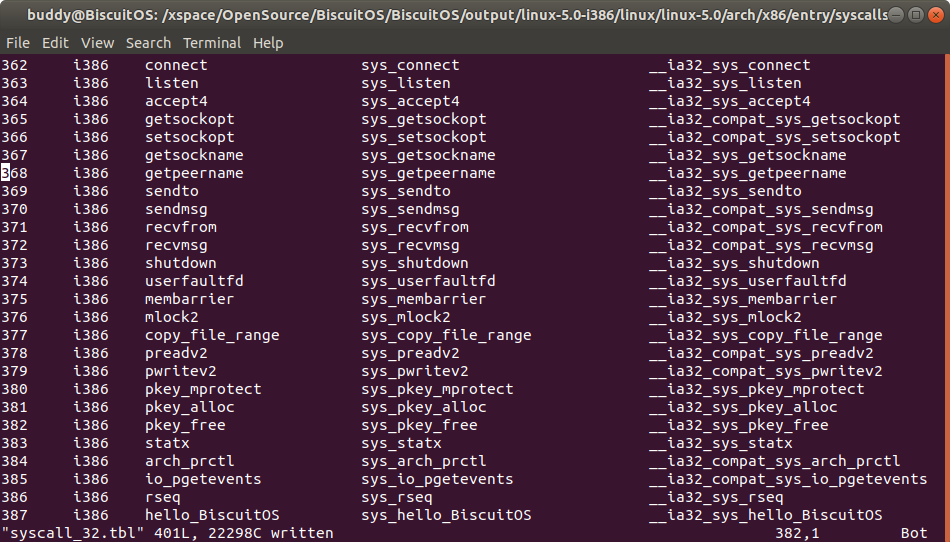 buddy@BiscuitOS: /xspace/OpenSource/BiscuitOS/BiscuitOS/output/linux-5.0-i386/linux/linux-5.0/arch/x86/entry/syscalls
File Edit View Search Terminal Help
362 i386 connect sys_connect __ia32_sys_connect
363 i386 listen sys_listen __ia32_sys_listen
364 i386 accept4 sys_accept4 __ia32_sys_accept4
365 i386 getsockopt sys_getsockopt __ia32_compat_sys_getsockopt
366 i386 setsockopt sys_setsockopt __ia32_compat_sys_setsockopt
367 i386 getsockname sys_getsockname __ia32_sys_getsockname
368 i386 getpeername sys_getpeername __ia32_sys_getpeername
369 i386 sendto sys_sendto __ia32_sys_sendto
370 i386 sendmsg sys_sendmsg __ia32_compat_sys_sendmsg
371 i386 recvfrom sys_recvfrom __ia32_compat_sys_recvfrom
372 i386 recvmsg sys_recvmsg __ia32_compat_sys_recvmsg
373 i386 shutdown sys_shutdown __ia32_sys_shutdown
374 i386 userfaultfd sys_userfaultfd __ia32_sys_userfaultfd
375 i386 membarrier sys_membarrier __ia32_sys_membarrier
376 i386 mlock2 sys_mlock2 __ia32_sys_mlock2
377 i386 copy_file_range sys_copy_file_range __ia32_sys_copy_file_range
378 i386 preadv2 sys_preadv2 __ia32_compat_sys_preadv2
379 i386 pwritev2 sys_pwritev2 __ia32_compat_sys_pwritev2
380 i386 pkey_mprotect sys_pkey_mprotect __ia32_sys_pkey_mprotect
381 i386 pkey_alloc sys_pkey_alloc __ia32_sys_pkey_alloc
382 i386 pkey_free sys_pkey_free __ia32_sys_pkey_free
383 i386 statx sys_statx __ia32_sys_statx
384 i386 arch_prctl sys_arch_prctl __ia32_compat_sys_arch_prctl
385 i386 io_pgetevents sys_io_pgetevents __ia32_compat_sys_io_pgetevents
386 i386 rseq sys_rseq __ia32_sys_rseq
387 i386 hello_BiscuitOS sys_hello_BiscuitOS __ia32_sys_hello_BiscuitOS
"syscall_32.tbl" 401L, 22298C written 382,1 Bot